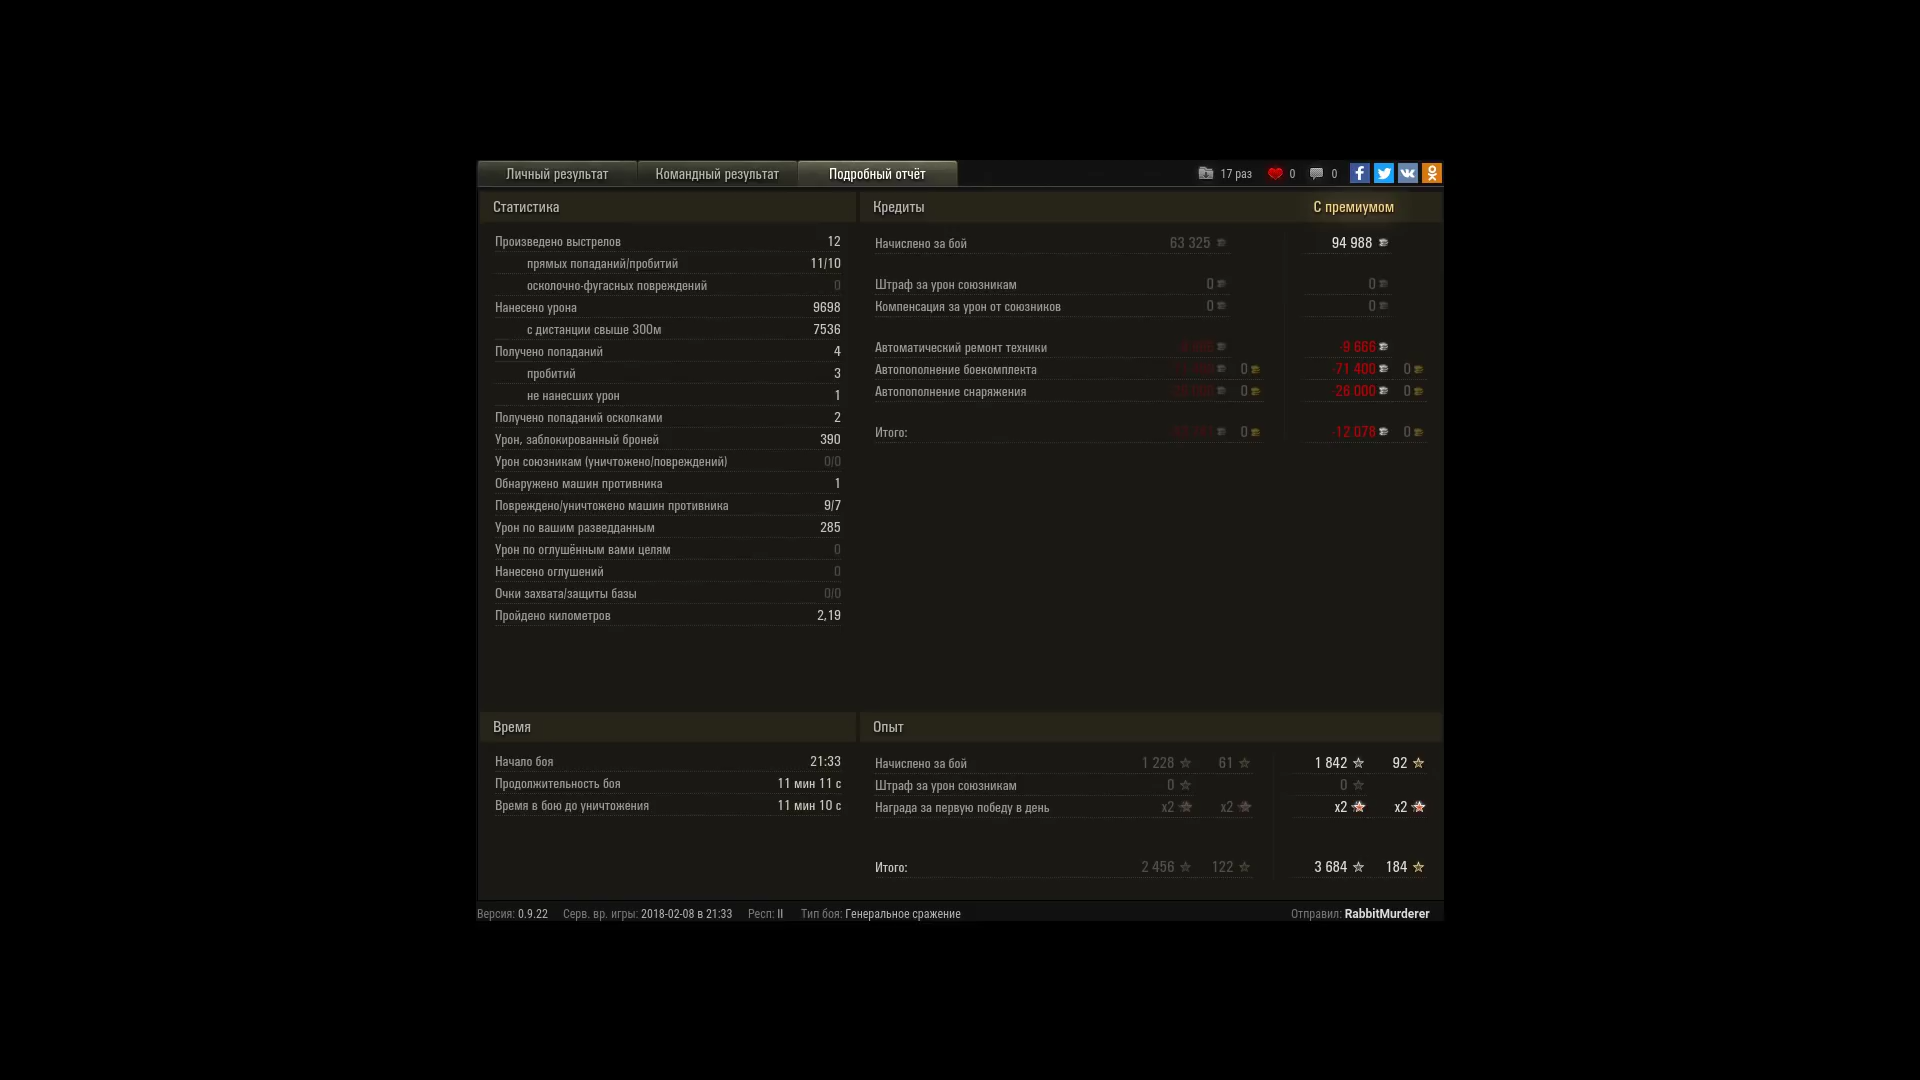 Личный результат Командный результат Подробный отчёт 17 раз 0 0
Статистика
Произведено выстрелов 12
прямых попаданий/пробитий 11/10
осколочно-фугасных повреждений 0
Нанесено урона 9698
с дистанции свыше 300м 7536
Получено попаданий 4
пробитий 3
не нанесших урон 1
Получено попаданий осколками 2
Урон, заблокированный броней 390
Урон союзникам (уничтожено/повреждений) 0/0
Обнаружено машин противника 1
Повреждено/уничтожено машин противника 9/7
Урон по вашим разведданным 285
Урон по оглушённым вами целям 0
Нанесено оглушений 0
Очки захвата/защиты базы 0/0
Пройдено километров 2,19
Кредиты С премиумом
Начислено за бой 63 325 94 988
Штраф за урон союзникам 0 0
Компенсация за урон от союзников 0 0
Автоматический ремонт техники -9 666
Автопополнение боекомплекта 0 -71 400 0
Автопополнение снаряжения 0 -26 000 0
Итого: 0 -12 078 0
Время
Начало боя 21:33
Продолжительность боя 11 мин 11 с
Время в бою до уничтожения 11 мин 10 с
Опыт
Начислено за бой 1 228 61 1 842 92
Штраф за урон союзникам 0 0
Награда за первую победу в день x2 x2 x2 x2
Итого: 2 456 122 3 684 184
Версия: 0.9.22 Серв. вр. игры: 2018-02-08 в 21:33 Респ: II Тип боя: Генеральное сражение Отправил: RabbitMurderer